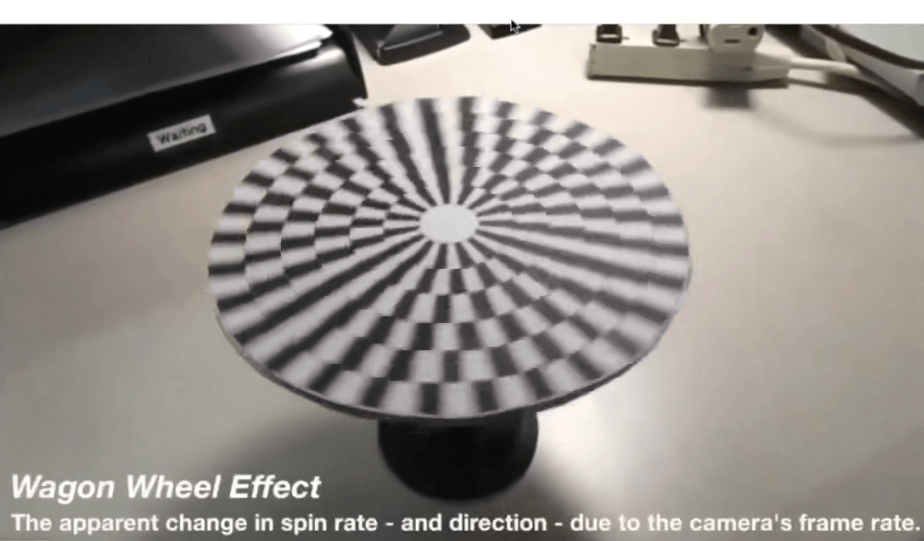 Waiting
Wagon Wheel Effect
The apparent change in spin rate - and direction - due to the camera's frame rate.